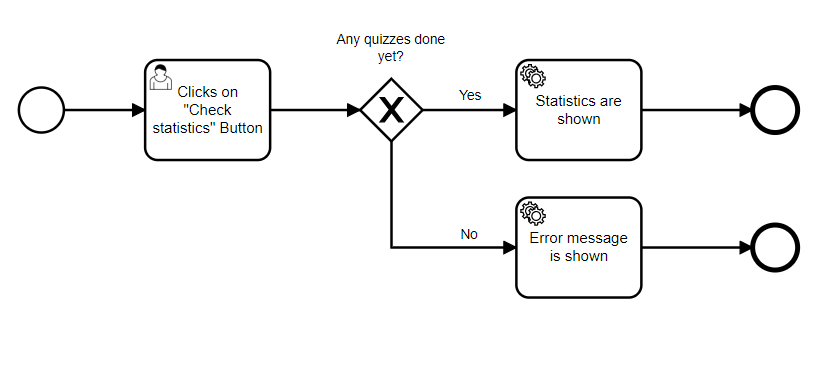 Any quizzes done
yet?
Clicks on
"Check
statistics" Button
Yes
Statistics are
shown
No
Error message
is shown